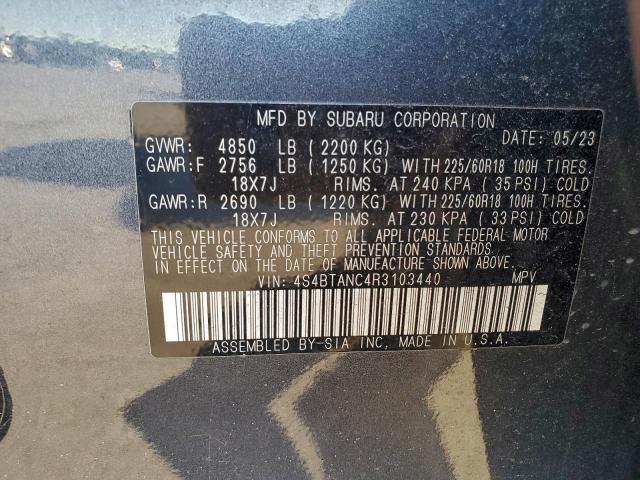 MFD BY SUBARU CORPORATION
DATE: 05/23
GVWR: 4850 LB (2200 KG)
GAWR:F 2756 LB (1250 KG) WITH 225/60R18 100H TIRES.
18X7J RIMS. AT 240 KPA (35 PSI) COLD
GAWR:R 2690 LB (1220 KG) WITH 225/60R18 100H TIRES.
18X7J RIMS. AT 230 KPA (33 PSI) COLD
THIS VEHICLE CONFORMS TO ALL APPLICABLE FEDERAL MOTOR
VEHICLE SAFETY AND THEFT PREVENTION STANDARDS
IN EFFECT ON THE DATE OF MANUFACTURE SHOWN ABOVE.
VIN: 4S4BTANC4R3103440 MPV
ASSEMBLED BY SIA INC. MADE IN U.S.A.